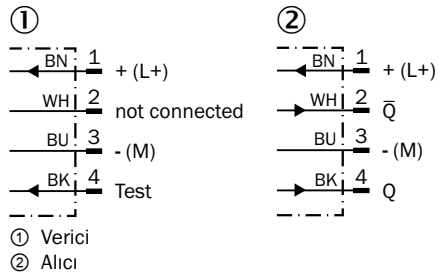 ① ②
BN 1 + (L+) BN 1 + (L+)
WH 2 not connected WH 2 Q̅
BU 3 - (M) BU 3 - (M)
BK 4 Test BK 4 Q
① Verici
② Alıcı